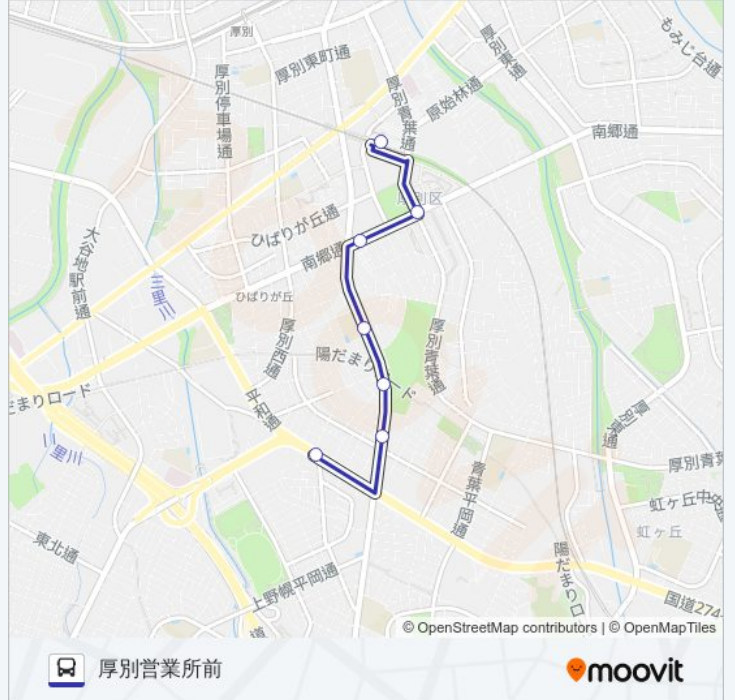 厚別
もみじ台通
厚別東町通
厚別東通
厚別停車場通
厚別青葉通
原始林通
南郷通
厚別区
ひばりが丘通
南郷通
大谷地駅前通
三里川
ひばりが丘
厚別西通
陽だまり
厚別青葉通
だまりロード
平和通
厚別東通
二里川
厚別青葉
青葉平岡通
虹ヶ丘中央
虹ヶ丘
東北通
陽だまりロ
上野幌平岡通
国道274
道
© OpenStreetMap contributors | © OpenMapTiles
厚別営業所前
moovit